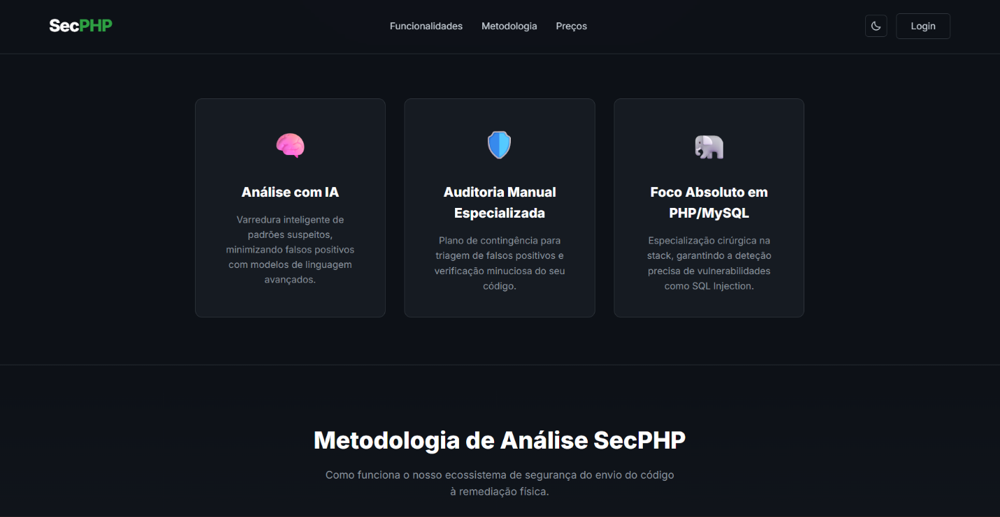 SecPHP
Funcionalidades
Metodologia
Preços
Login
Análise com IA
Varredura inteligente de
padrões suspeitos,
minimizando falsos positivos
com modelos de linguagem
avançados.
Auditoria Manual
Especializada
Plano de contingência para
triagem de falsos positivos e
verificação minuciosa do seu
código.
Foco Absoluto em
PHP/MySQL
Especialização cirúrgica na
stack, garantindo a deteção
precisa de vulnerabilidades
como SQL Injection.
Metodologia de Análise SecPHP
Como funciona o nosso ecossistema de segurança do envio do código
à remediação física.